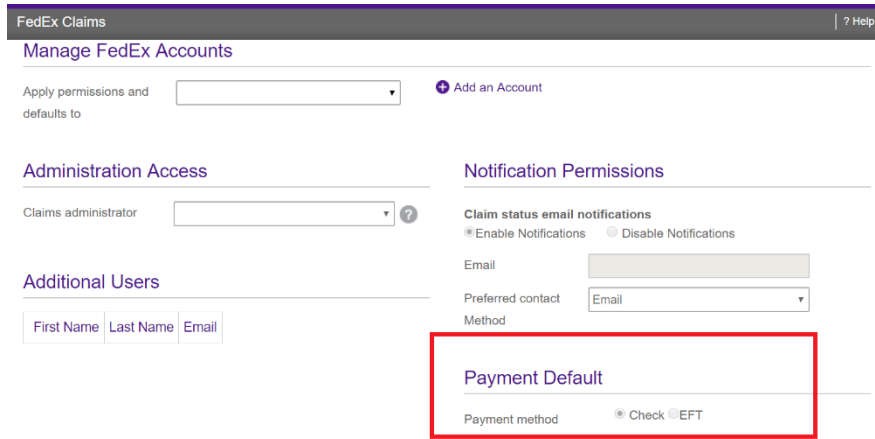 FedEx Claims
? Help
Manage FedEx Accounts
Apply permissions and
defaults to
Add an Account
Administration Access
Claims administrator
?
Additional Users
First Name Last Name Email
Notification Permissions
Claim status email notifications
Enable Notifications Disable Notifications
Email
Preferred contact
Method
Email
Payment Default
Payment method
Check EFT